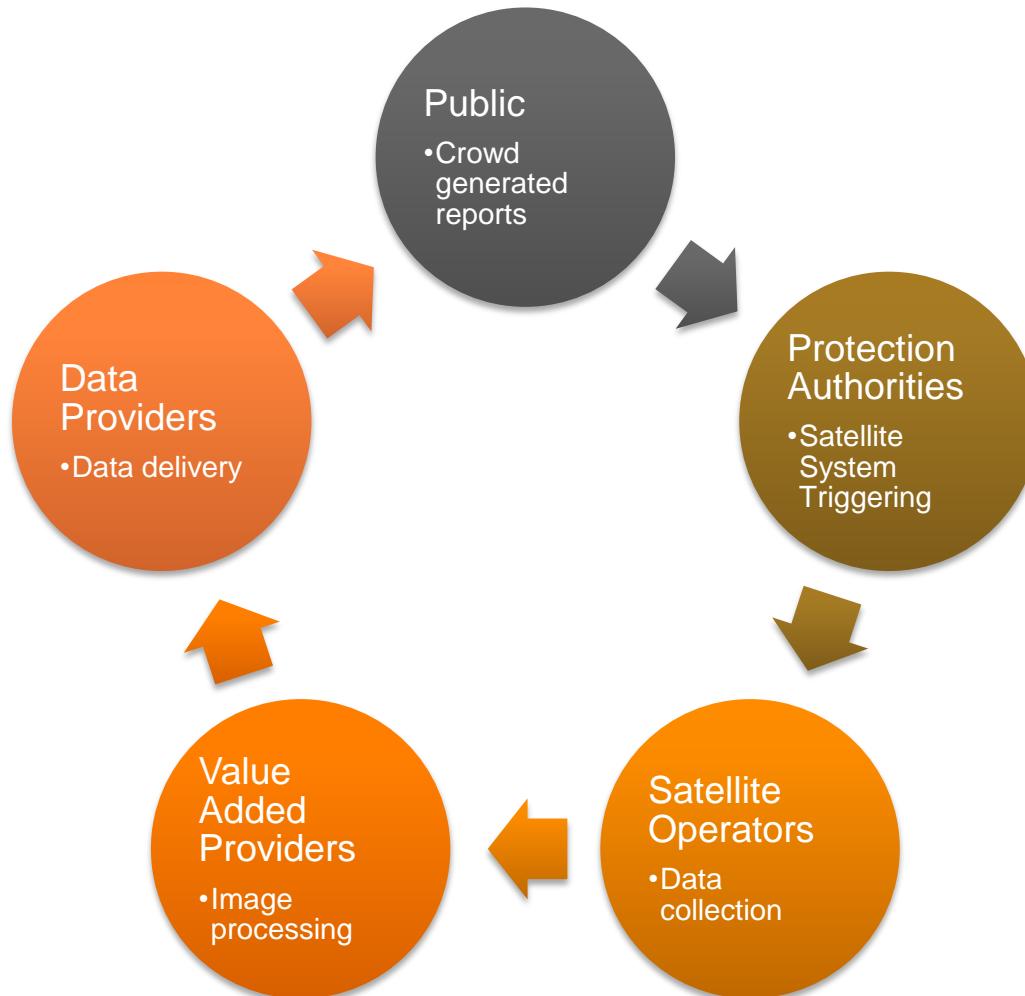 Public
•Crowd
generated
reports
Protection
Authorities
•Satellite
System
Triggering
Satellite
Operators
•Data
collection
Value
Added
Providers
•Image
processing
Data
Providers
•Data delivery